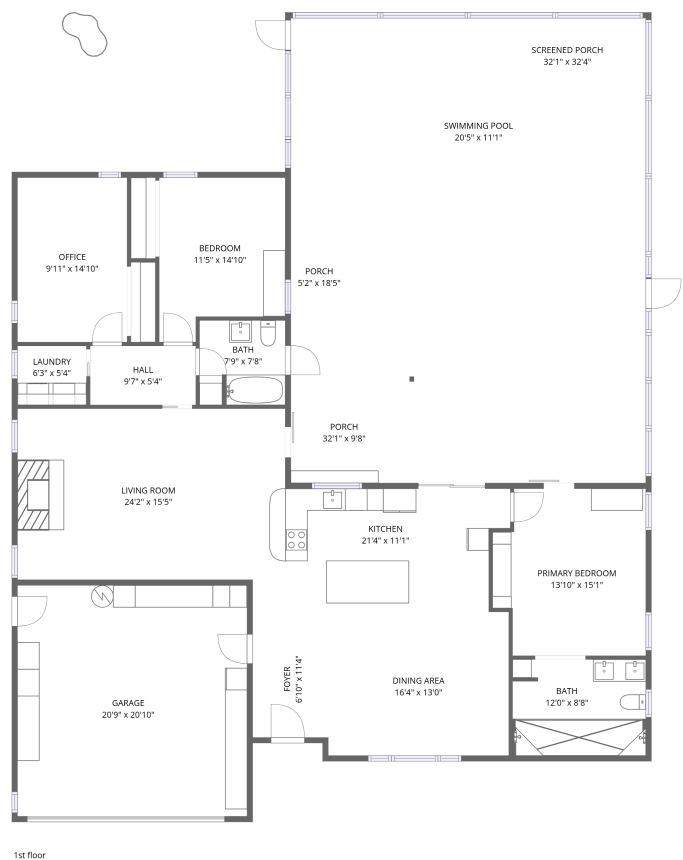 SCREENED PORCH
32'1" x 32'4"
SWIMMING POOL
20'5" x 11'1"
OFFICE
9'11" x 14'10"
BEDROOM
11'5" x 14'10"
PORCH
5'2" x 18'5"
LAUNDRY
6'3" x 5'4"
HALL
9'7" x 5'4"
BATH
7'9" x 7'8"
PORCH
32'1" x 9'8"
LIVING ROOM
24'2" x 15'5"
KITCHEN
21'4" x 11'1"
PRIMARY BEDROOM
13'10" x 15'1"
FOYER
6'10" x 11'4"
DINING AREA
16'4" x 13'0"
BATH
12'0" x 8'8"
GARAGE
20'9" x 20'10"
1st floor